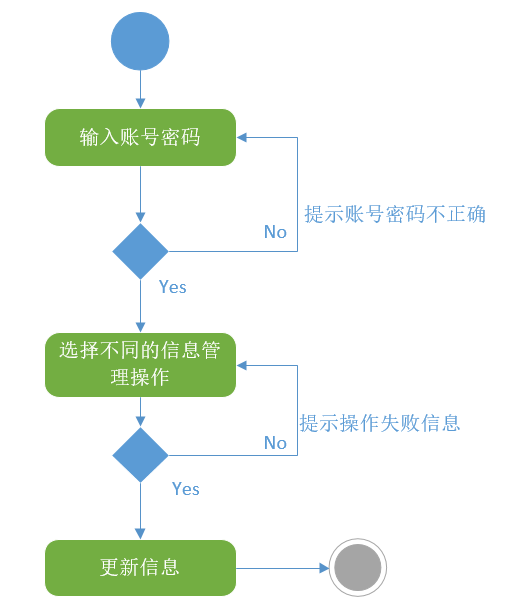 输入账号密码
提示账号密码不正确
No
Yes
选择不同的信息管
理操作
提示操作失败信息
No
Yes
更新信息